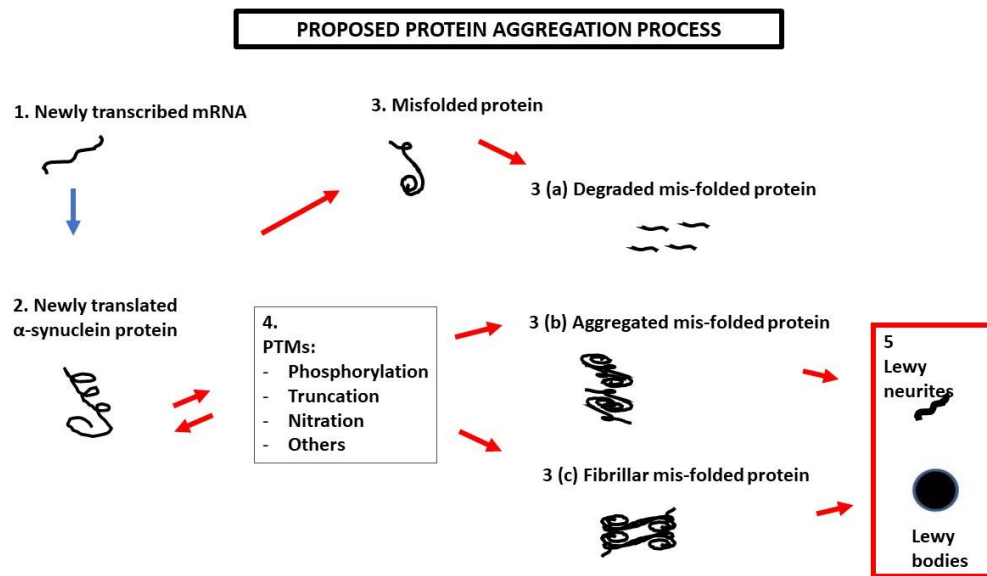 PROPOSED PROTEIN AGGREGATION PROCESS
1. Newly transcribed mRNA
3. Misfolded protein
3 (a) Degraded mis-folded protein
2. Newly translated
α-synuclein protein
4.
PTMs:
- Phosphorylation
- Truncation
- Nitration
- Others
3 (b) Aggregated mis-folded protein
3 (c) Fibrillar mis-folded protein
5
Lewy
neurites
Lewy
bodies